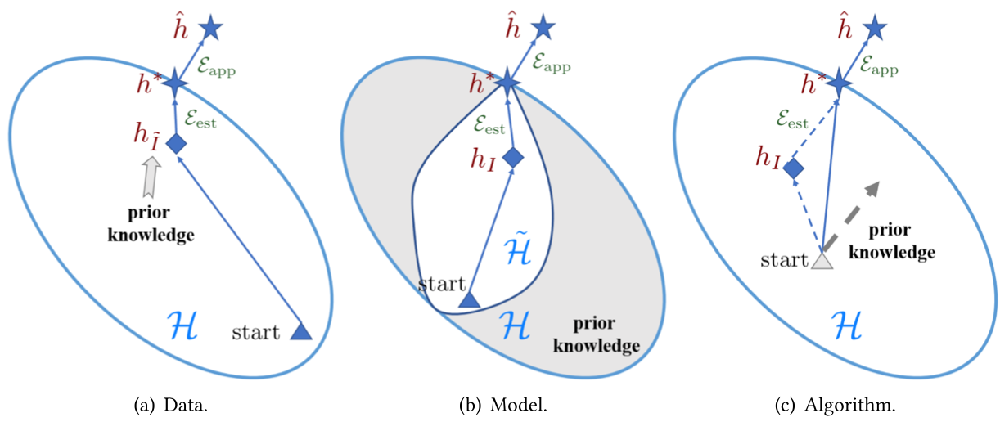 ĥ
ℰ_app
h*
ℰ_est
h_Ĩ
prior
knowledge
ℋ
start
(a) Data.
ĥ
ℰ_app
h*
ℰ_est
h_I
ℋ̃
start
ℋ
prior
knowledge
(b) Model.
ĥ
ℰ_app
h*
ℰ_est
h_I
prior
knowledge
start
ℋ
(c) Algorithm.